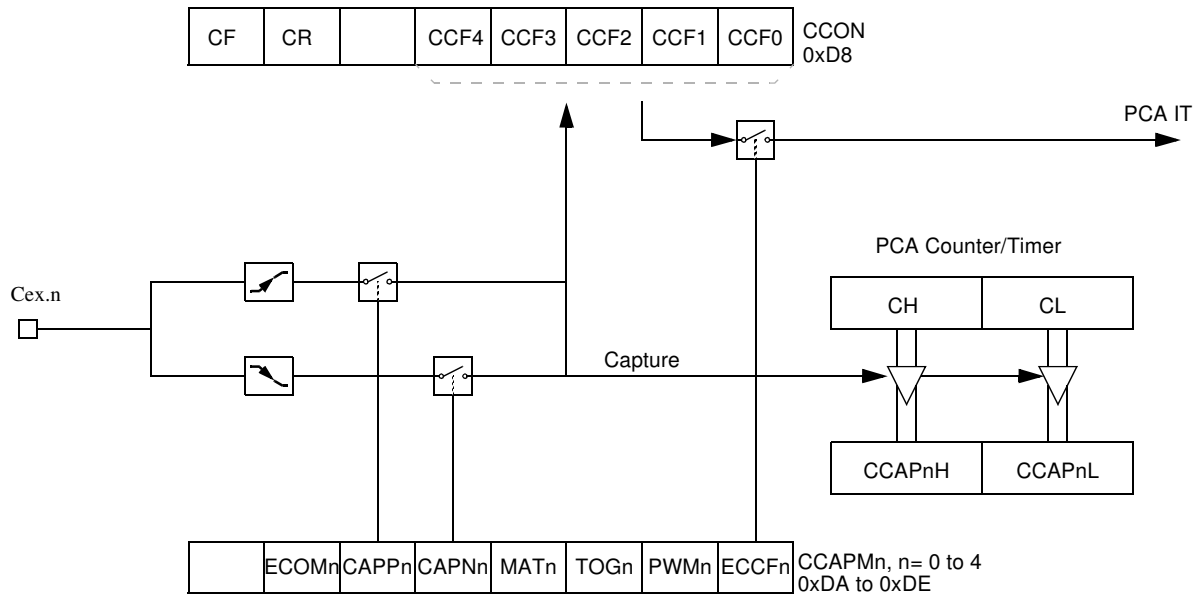 CF CR CCF4 CCF3 CCF2 CCF1 CCF0 CCON
0xD8
PCA IT
PCA Counter/Timer
Cex.n
CH CL
Capture
CCAPnH CCAPnL
ECOMn CAPPn CAPNn MATn TOGn PWMn ECCFn CCAPMn, n= 0 to 4
0xDA to 0xDE